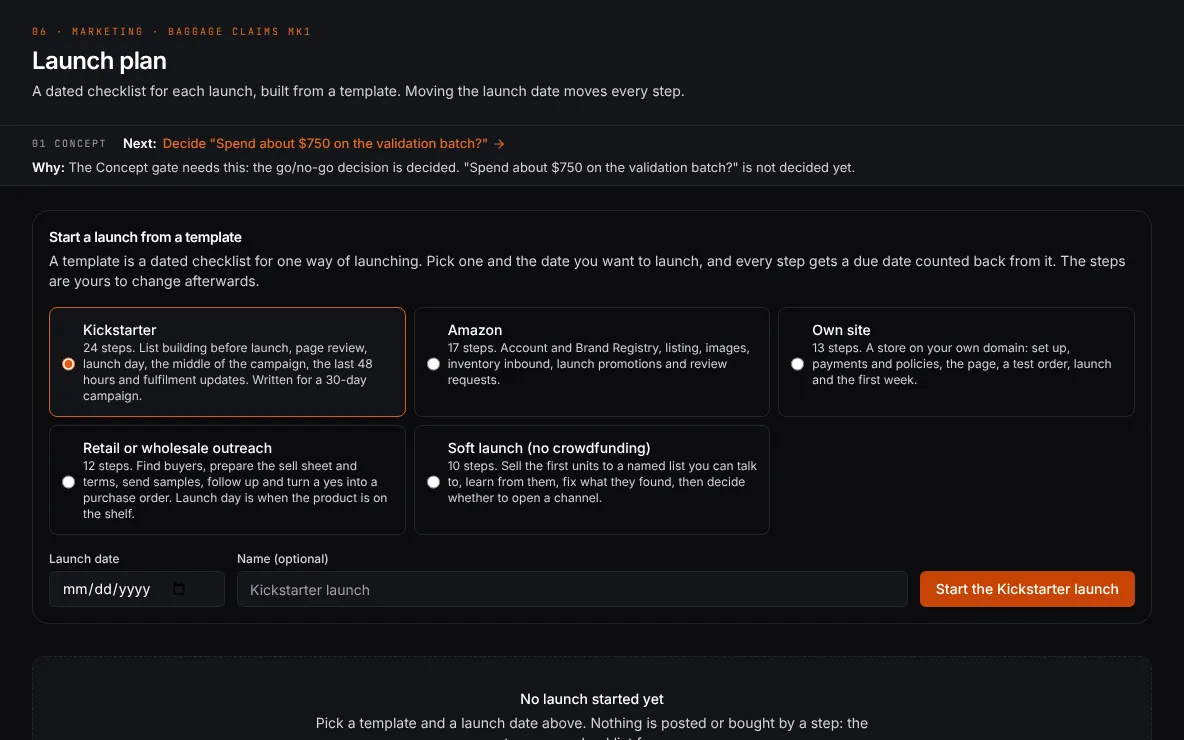 06 · MARKETING · BAGGAGE CLAIMS MK1
Launch plan
A dated checklist for each launch, built from a template. Moving the launch date moves every step.
01 CONCEPT Next: Decide "Spend about $750 on the validation batch?" →
Why: The Concept gate needs this: the go/no-go decision is decided. "Spend about $750 on the validation batch?" is not decided yet.
Start a launch from a template
A template is a dated checklist for one way of launching. Pick one and the date you want to launch, and every step gets a due date counted back from it. The steps
are yours to change afterwards.
Kickstarter
24 steps. List building before launch, page review,
launch day, the middle of the campaign, the last 48
hours and fulfilment updates. Written for a 30-day
campaign.
Amazon
17 steps. Account and Brand Registry, listing, images,
inventory inbound, launch promotions and review
requests.
Own site
13 steps. A store on your own domain: set up,
payments and policies, the page, a test order, launch
and the first week.
Retail or wholesale outreach
12 steps. Find buyers, prepare the sell sheet and
terms, send samples, follow up and turn a yes into a
purchase order. Launch day is when the product is on
the shelf.
Soft launch (no crowdfunding)
10 steps. Sell the first units to a named list you can talk
to, learn from them, fix what they found, then decide
whether to open a channel.
Launch date
mm/dd/yyyy
Name (optional)
Kickstarter launch
Start the Kickstarter launch
No launch started yet
Pick a template and a launch date above. Nothing is posted or bought by a step: the